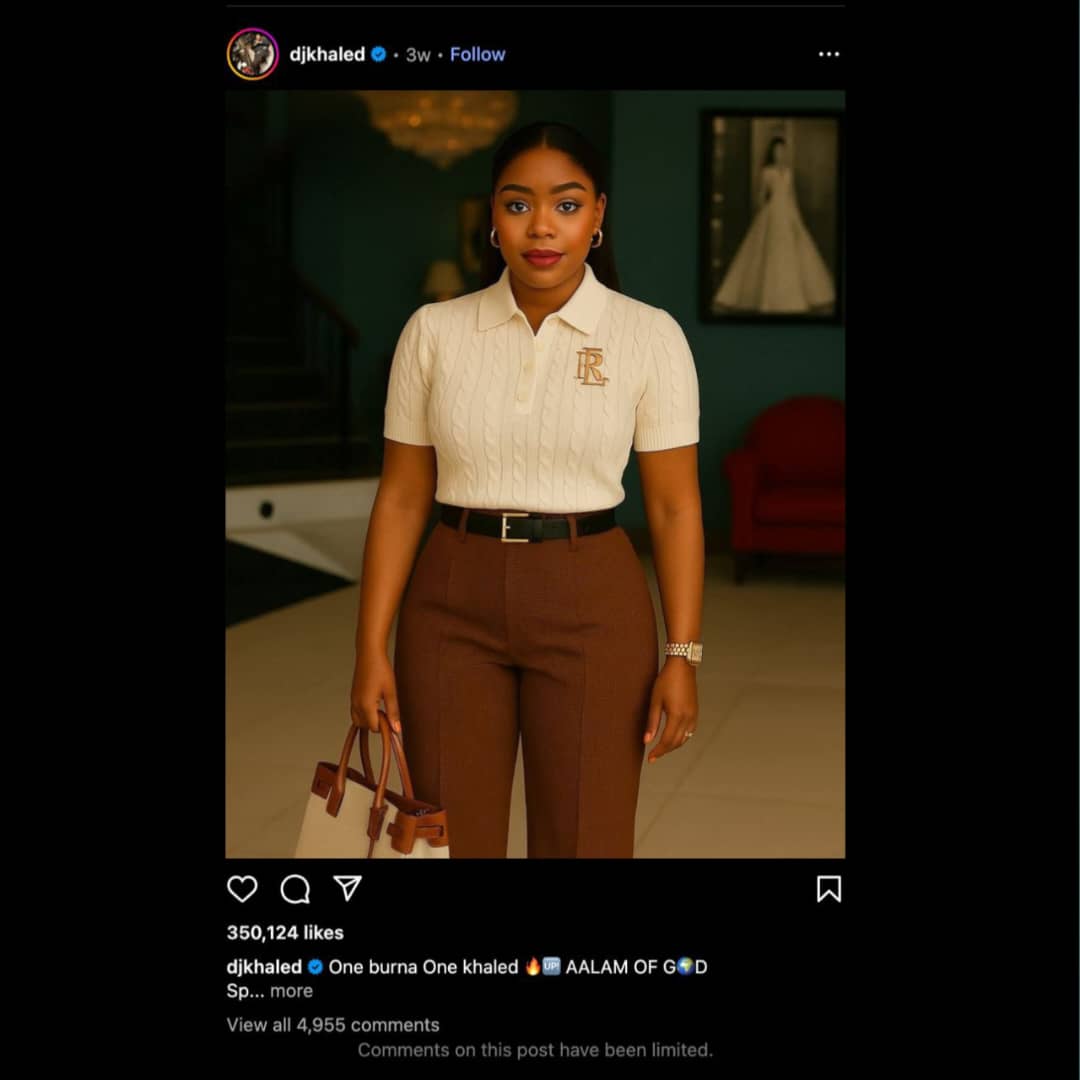 djkhaled • 3w • Follow
RL
350,124 likes
djkhaled One burna One khaled 🔥🆙 AALAM OF G🌍D
Sp... more
View all 4,955 comments
Comments on this post have been limited.